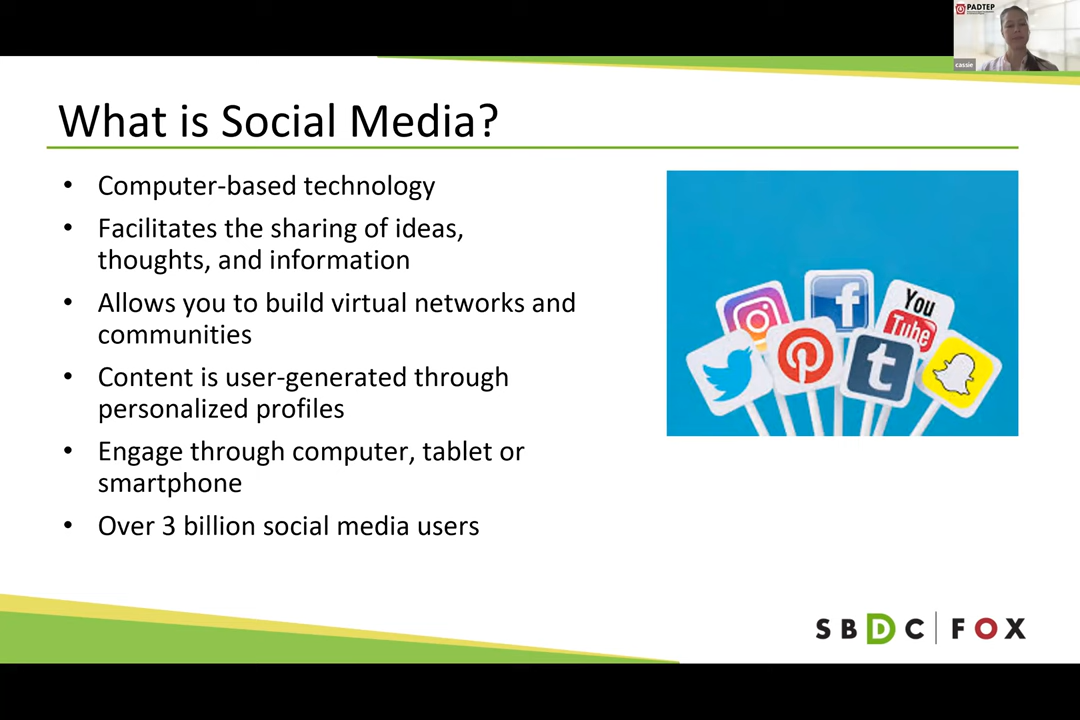 PADTEP
cassie
What is Social Media?
• Computer-based technology
• Facilitates the sharing of ideas,
thoughts, and information
• Allows you to build virtual networks and
communities
• Content is user-generated through
personalized profiles
• Engage through computer, tablet or
smartphone
• Over 3 billion social media users
f
You
Tube
t
SBDC | FOX